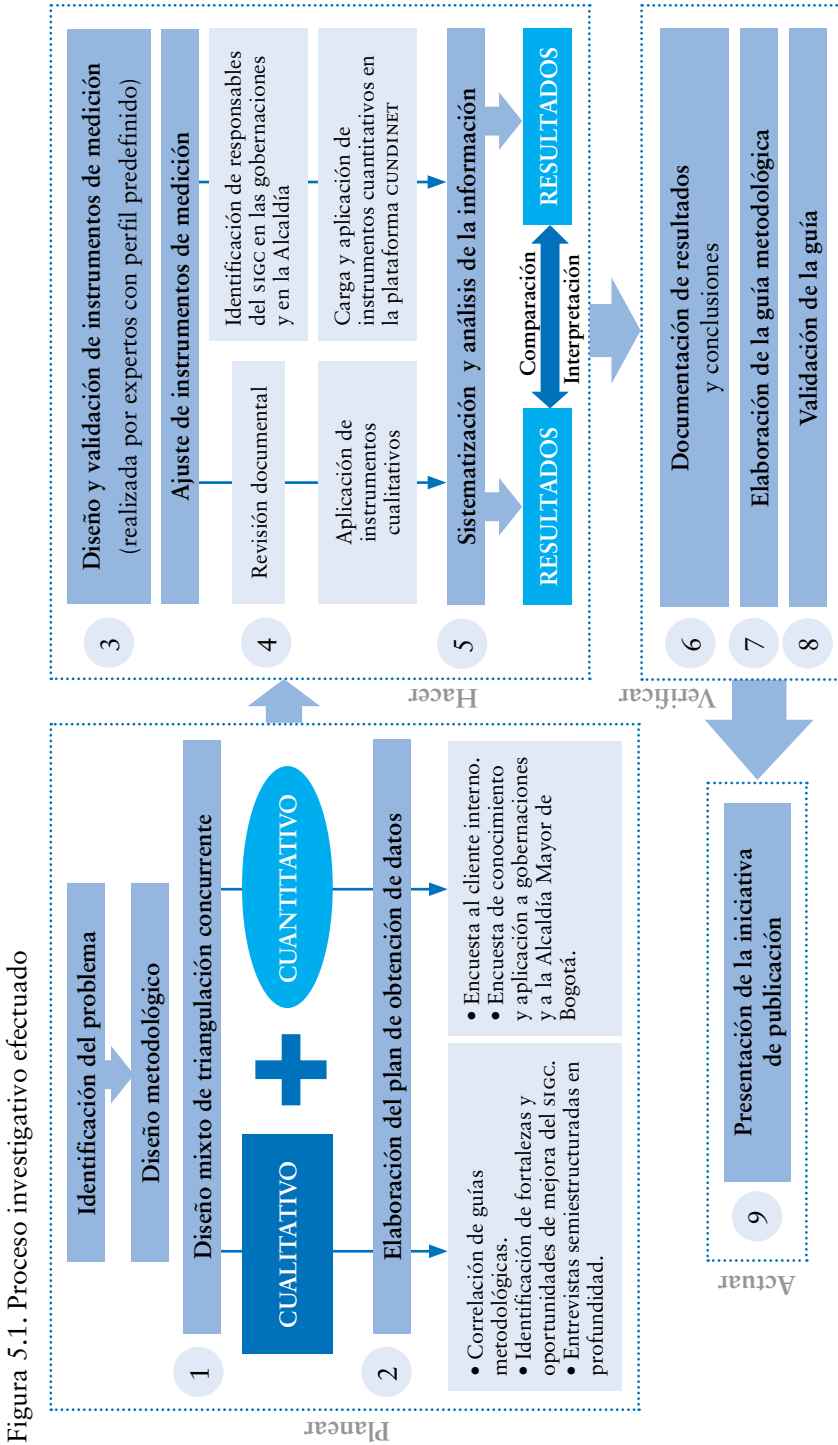 Figura 5.1. Proceso investigativo efectuado
Planear
Identificación del problema
Diseño metodológico
1
Diseño mixto de triangulación concurrente
CUALITATIVO
CUANTITATIVO
2
Elaboración del plan de obtención de datos
• Correlación de guías
metodológicas.
• Identificación de fortalezas y
oportunidades de mejora del SIGC.
• Entrevistas semiestructuradas en
profundidad.
• Encuesta al cliente interno.
• Encuesta de conocimiento
y aplicación a gobernaciones
y a la Alcaldía Mayor de
Bogotá.
Hacer
3
Diseño y validación de instrumentos de medición
(realizada por expertos con perfil predefinido)
Ajuste de instrumentos de medición
4
Revisión documental
Identificación de responsables
del SIGC en las gobernaciones
y en la Alcaldía
Aplicación de
instrumentos
cualitativos
Carga y aplicación de
instrumentos cuantitativos en
la plataforma CUNDINET
5
Sistematización y análisis de la información
RESULTADOS
Comparación
Interpretación
RESULTADOS
Verificar
6
Documentación de resultados
y conclusiones
7
Elaboración de la guía metodológica
8
Validación de la guía
Actuar
9
Presentación de la iniciativa
de publicación